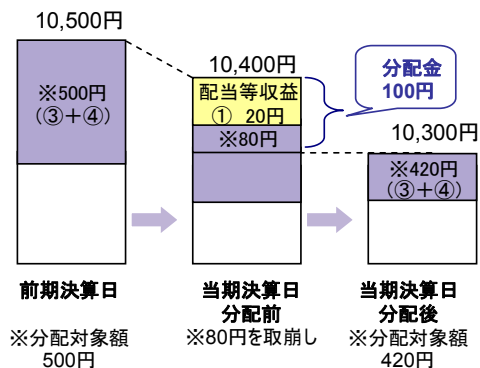 10,500円
※500円
(③+④)
前期決算日
※分配対象額
500円
10,400円
配当等収益
① 20円
※80円
当期決算日
分配前
※80円を取崩し
分配金
100円
10,300円
※420円
(③+④)
当期決算日
分配後
※分配対象額
420円